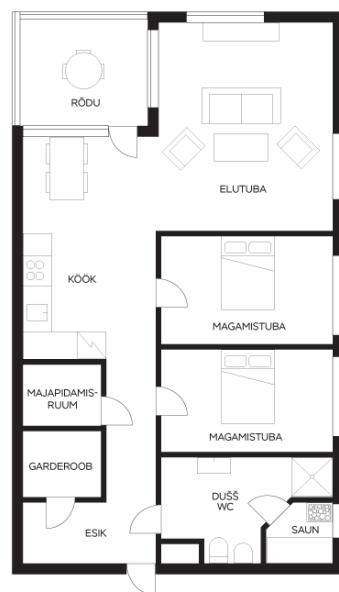 RÕDU
ELUTUBA
KÖÖK
MAGAMISTUBA
MAJAPIDAMIS-
RUUM
MAGAMISTUBA
GARDEROOB
DUŠŠ
WC
ESIK
SAUN